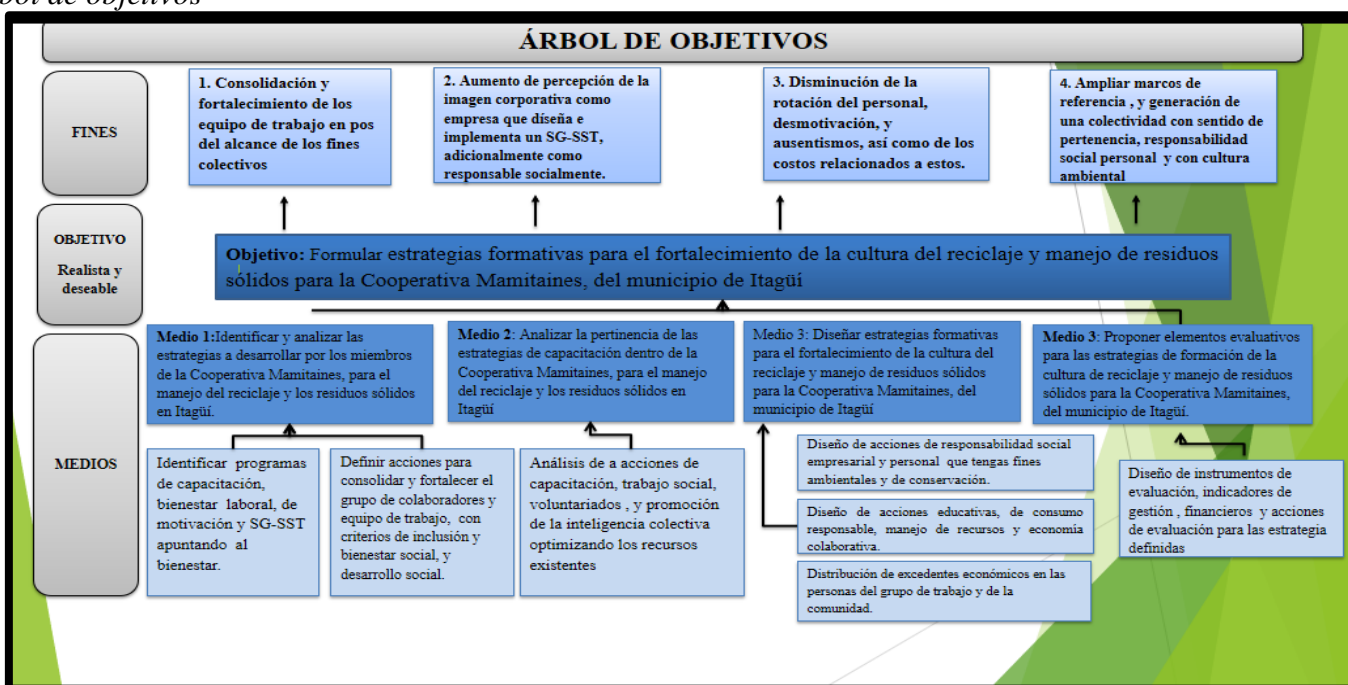 bol de objetivos
ÁRBOL DE OBJETIVOS
FINES
1. Consolidación y
fortalecimiento de los
equipo de trabajo en pos
del alcance de los fines
colectivos
2. Aumento de percepción de la
imagen corporativa como
empresa que díseña e
implementa un SG-SST,
adicionalmente como
responsable socialmente.
3. Disminución de la
rotación del personal,
desmotivación, y
ausentismos, así como de los
costos relacionados a estos.
4. Ampliar marcos de
referencia , y generación de
una colectividad con sentido de
pertenencia, responsabilidad
social personal y con cultura
ambiental
OBJETIVO
Realista y
deseable
Objetivo: Formular estrategias formativas para el fortalecimiento de la cultura del reciclaje y manejo de residuos
sólidos para la Cooperativa Mamitaines, del municipio de Itagüí
MEDIOS
Medio 1:Identificar y analizar las
estrategias a desarrollar por los miembros
de la Cooperativa Mamitaines, para el
manejo del reciclaje y los residuos sólidos
en Itagüí.
Medio 2: Analizar la pertinencia de las
estrategias de capacitación dentro de la
Cooperativa Mamitaines, para el manejo
del reciclaje y los residuos sólidos en
Itagüí
Medio 3: Diseñar estrategias formativas
para el fortalecimiento de la cultura del
reciclaje y manejo de residuos sólidos
para la Cooperativa Mamitaines, del
municipio de Itagüí
Medio 3: Proponer elementos evaluativos
para las estrategias de formación de la
cultura de reciclaje y manejo de residuos
sólidos para la Cooperativa Mamitaines,
del municipio de Itagüí.
Identificar programas
de capacitación,
bienestar laboral, de
motivación y SG-SST
apuntando al
bienestar.
Definir acciones para
consolidar y fortalecer el
grupo de colaboradores y
equipo de trabajo, con
criterios de inclusión y
bienestar social, y
desarrollo social.
Análisis de a acciones de
capacitación, trabajo social,
voluntariados , y promoción
de la inteligencia colectiva
optimizando los recursos
existentes
Diseño de acciones de responsabilidad social
empresarial y personal que tengas fines
ambientales y de conservación.
Diseño de acciones educativas, de consumo
responsable, manejo de recursos y economía
colaborativa.
Distribución de excedentes económicos en las
personas del grupo de trabajo y de la
comunidad.
Diseño de instrumentos de
evaluación, indicadores de
gestión , financieros y acciones
de evaluación para las estrategia
definidas